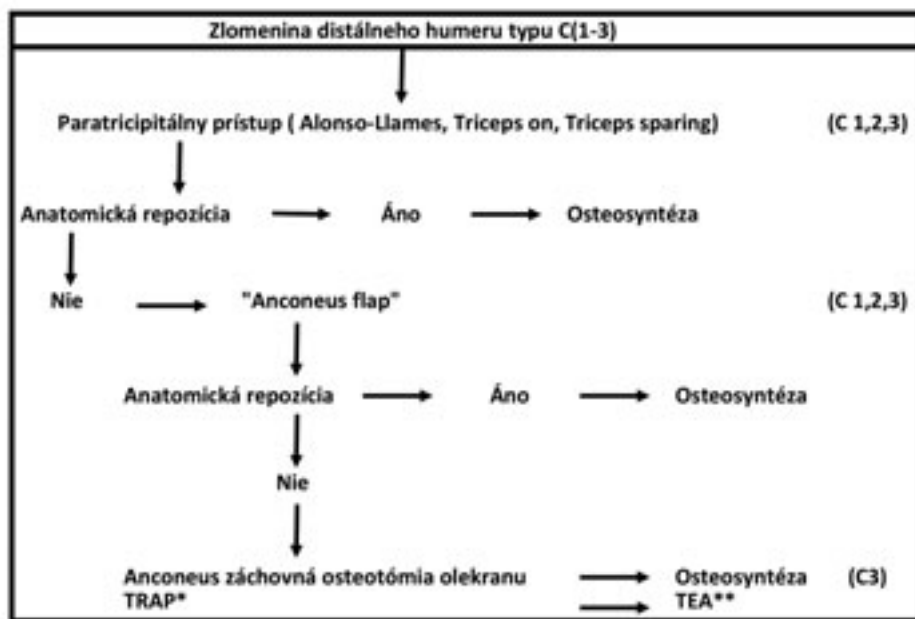 Zlomenina distálneho humeru typu C(1-3)
Paratricipitálny prístup ( Alonso-Llames, Triceps on, Triceps sparing) (C 1,2,3)
Anatomická repozícia Áno Osteosyntéza
Nie "Anconeus flap" (C 1,2,3)
Anatomická repozícia Áno Osteosyntéza
Nie
Anconeus záchovná osteotómia olekranu Osteosyntéza (C3)
TRAP* TEA**